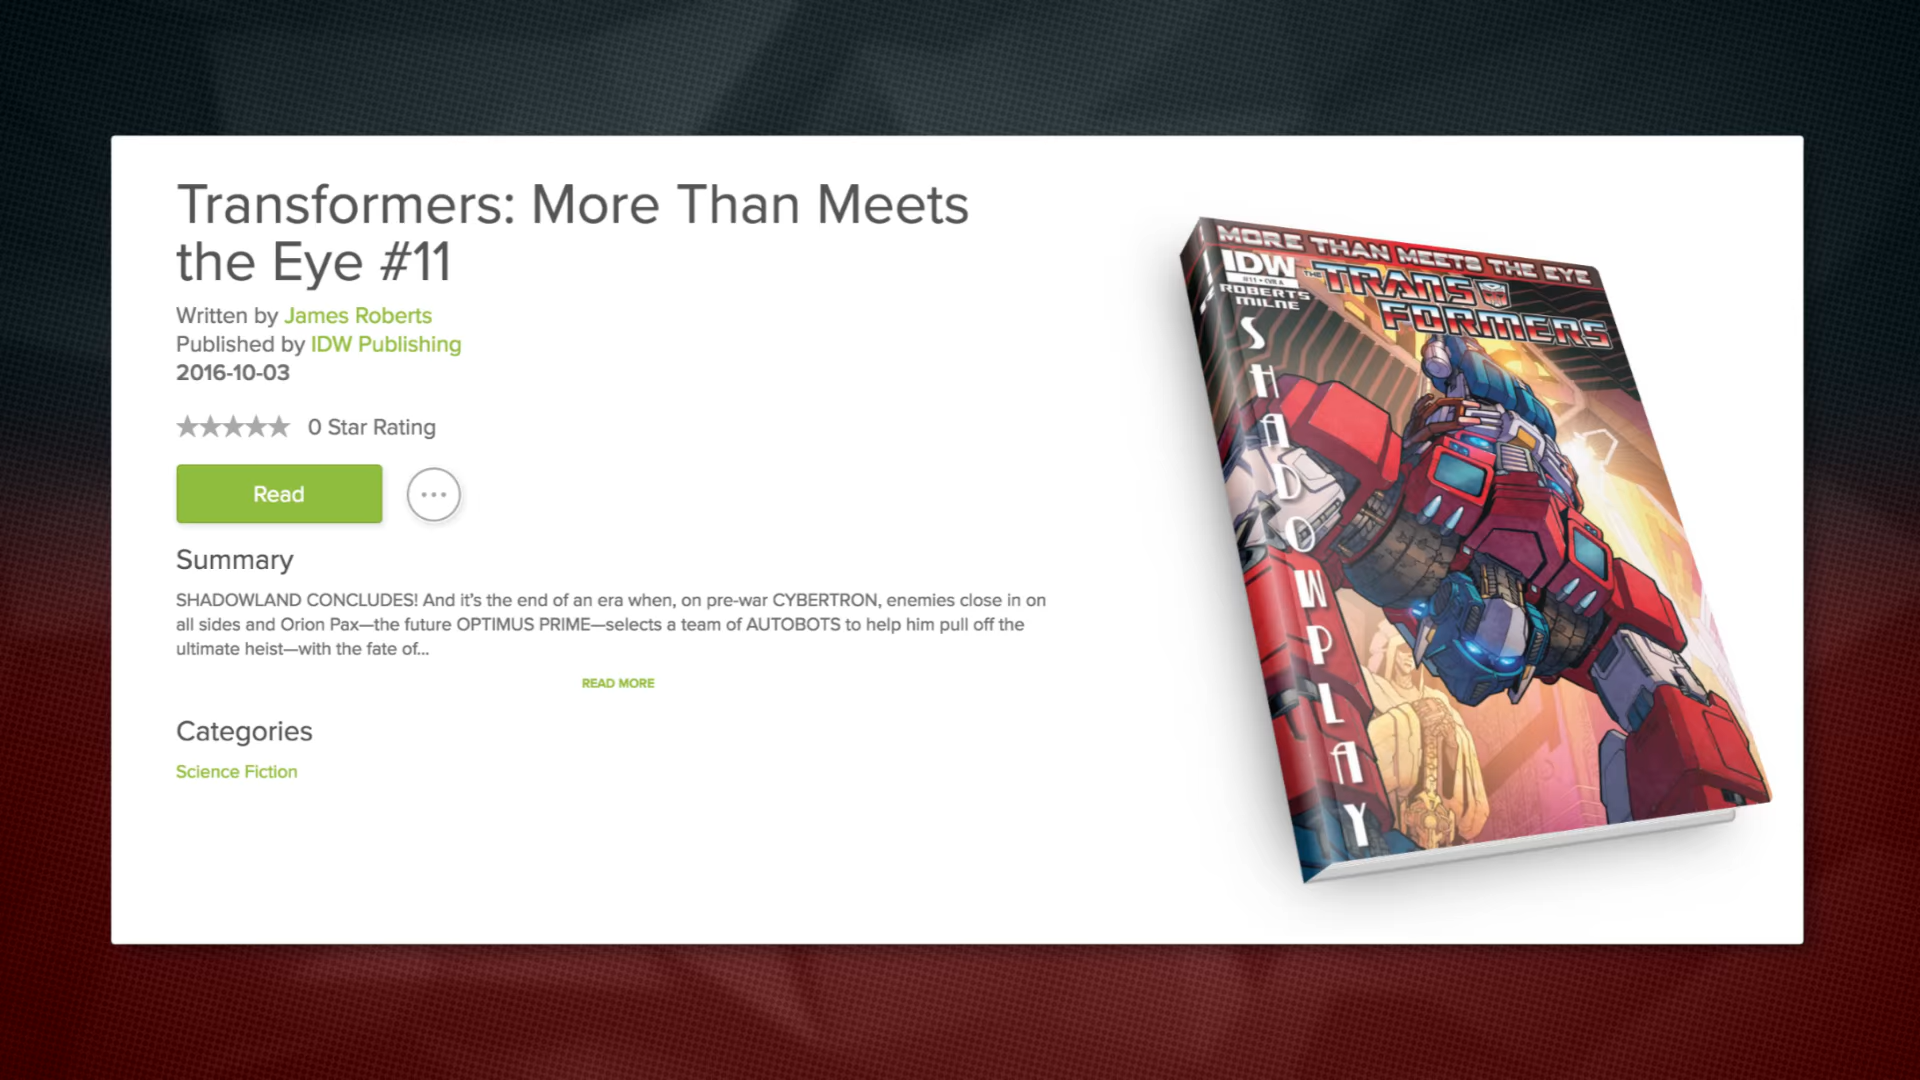 Transformers: More Than Meets
the Eye #11
Written by James Roberts
Published by IDW Publishing
2016-10-03
0 Star Rating
Read
Summary
SHADOWLAND CONCLUDES! And it's the end of an era when, on pre-war CYBERTRON, enemies close in on
all sides and Orion Pax—the future OPTIMUS PRIME—selects a team of AUTOBOTS to help him pull off the
ultimate heist—with the fate of...
READ MORE
Categories
Science Fiction
MORE THAN MEETS THE EYE
IDW
#11 • CVR A
ROBERTS
MILNE
THE
TRANS
FORMERS
SHADOWPLAY